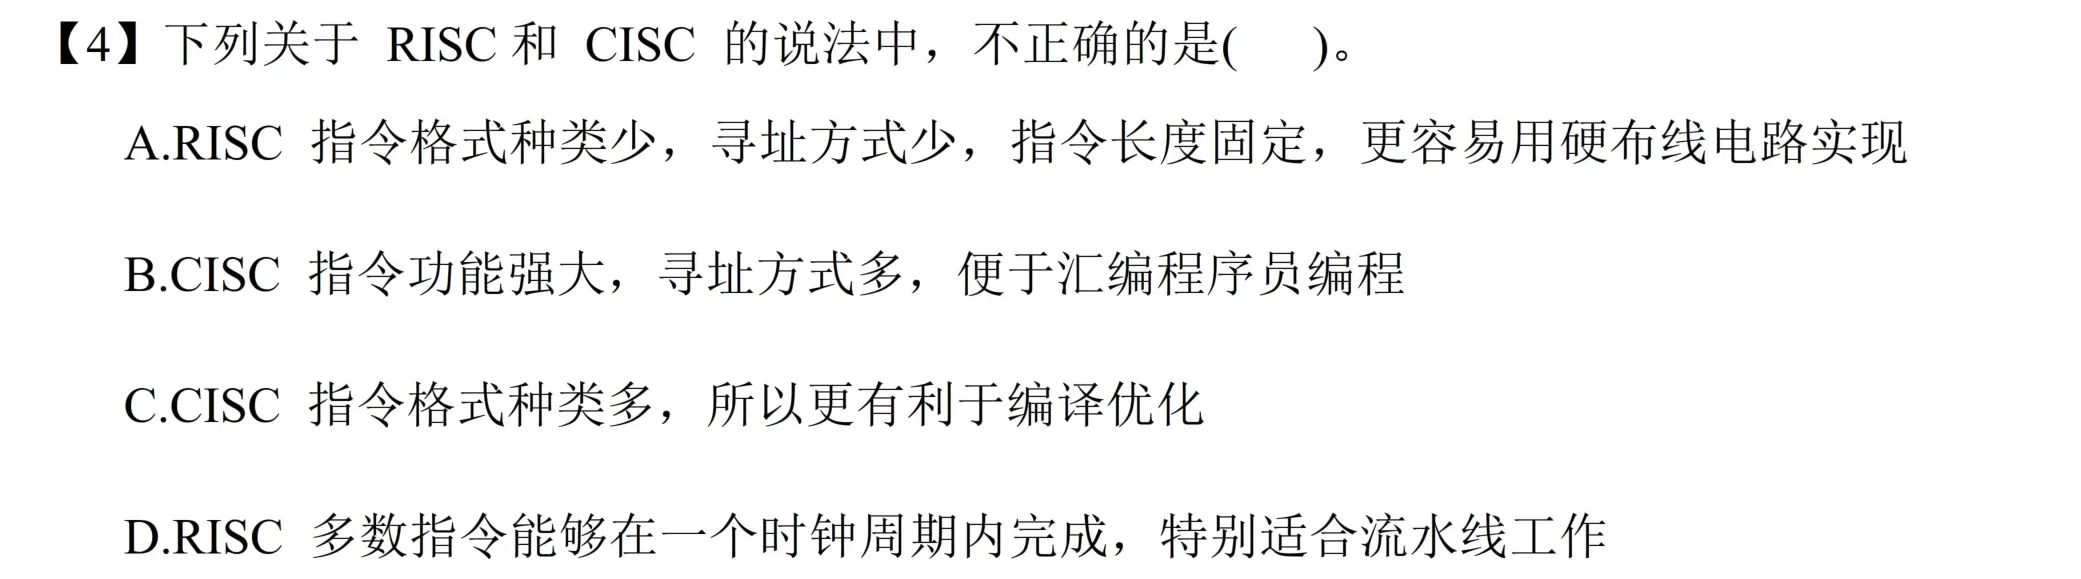 【4】下列关于 RISC 和 CISC 的说法中，不正确的是(    )。
A.RISC 指令格式种类少，寻址方式少，指令长度固定，更容易用硬布线电路实现
B.CISC 指令功能强大，寻址方式多，便于汇编程序员编程
C.CISC 指令格式种类多，所以更有利于编译优化
D.RISC 多数指令能够在一个时钟周期内完成，特别适合流水线工作